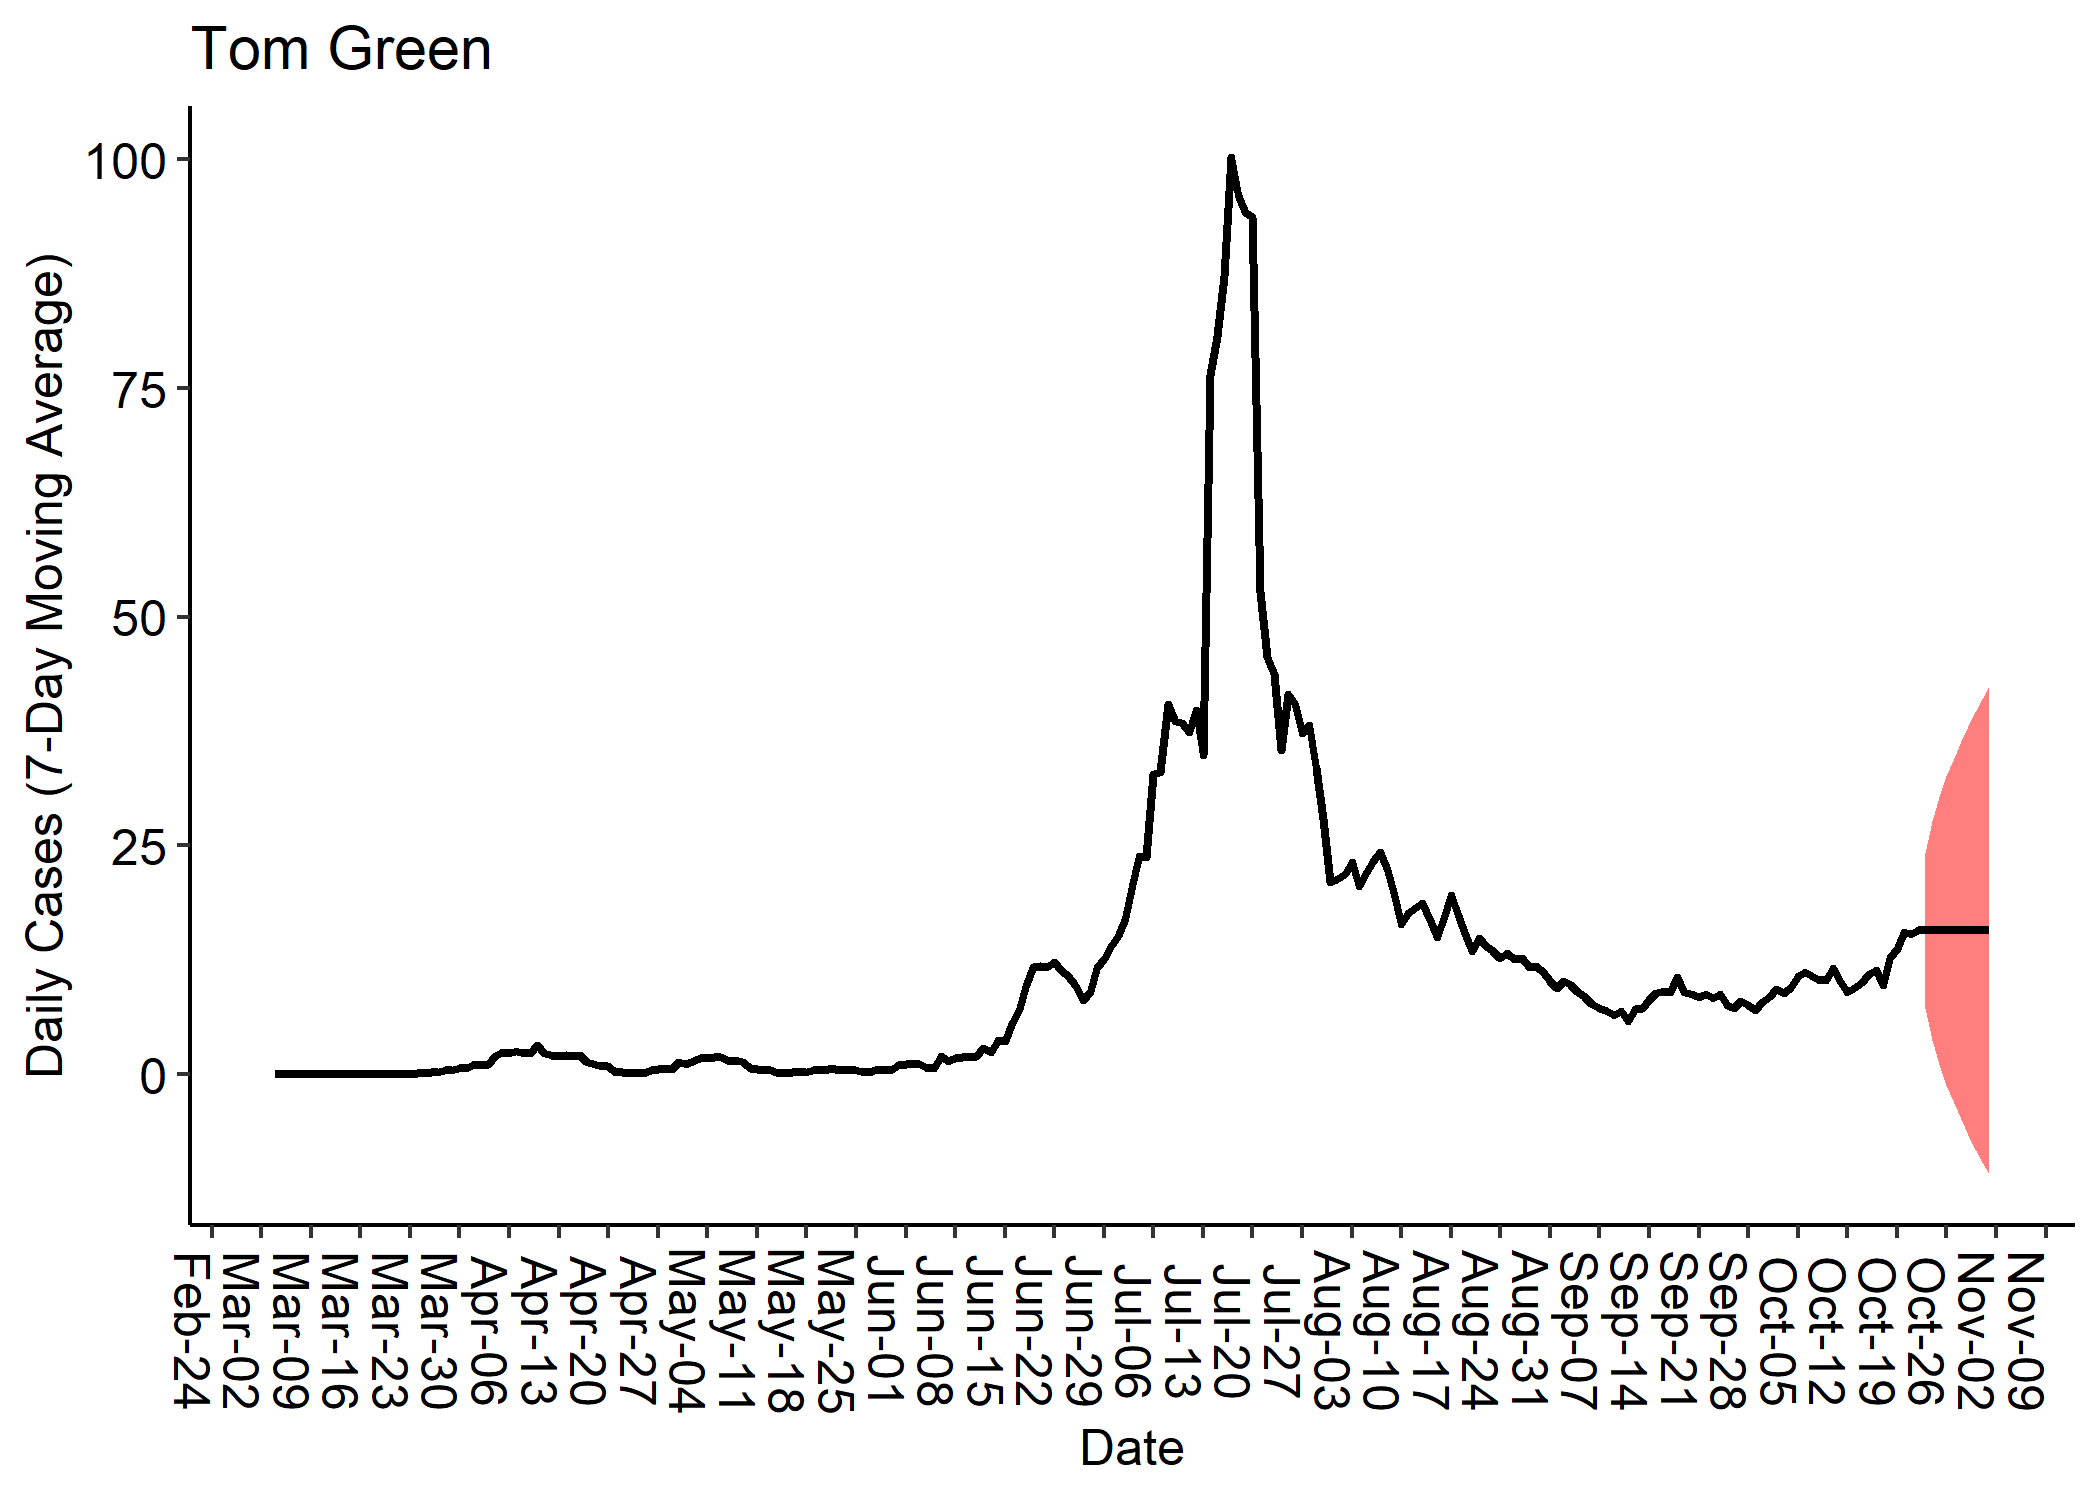 Tom Green
Daily Cases (7-Day Moving Average)
100
75
50
25
0
Feb-24
Mar-02
Mar-09
Mar-16
Mar-23
Mar-30
Apr-06
Apr-13
Apr-20
Apr-27
May-04
May-11
May-18
May-25
Jun-01
Jun-08
Jun-15
Jun-22
Jun-29
Jul-06
Jul-13
Jul-20
Jul-27
Aug-03
Aug-10
Aug-17
Aug-24
Aug-31
Sep-07
Sep-14
Sep-21
Sep-28
Oct-05
Oct-12
Oct-19
Oct-26
Nov-02
Nov-09
Date